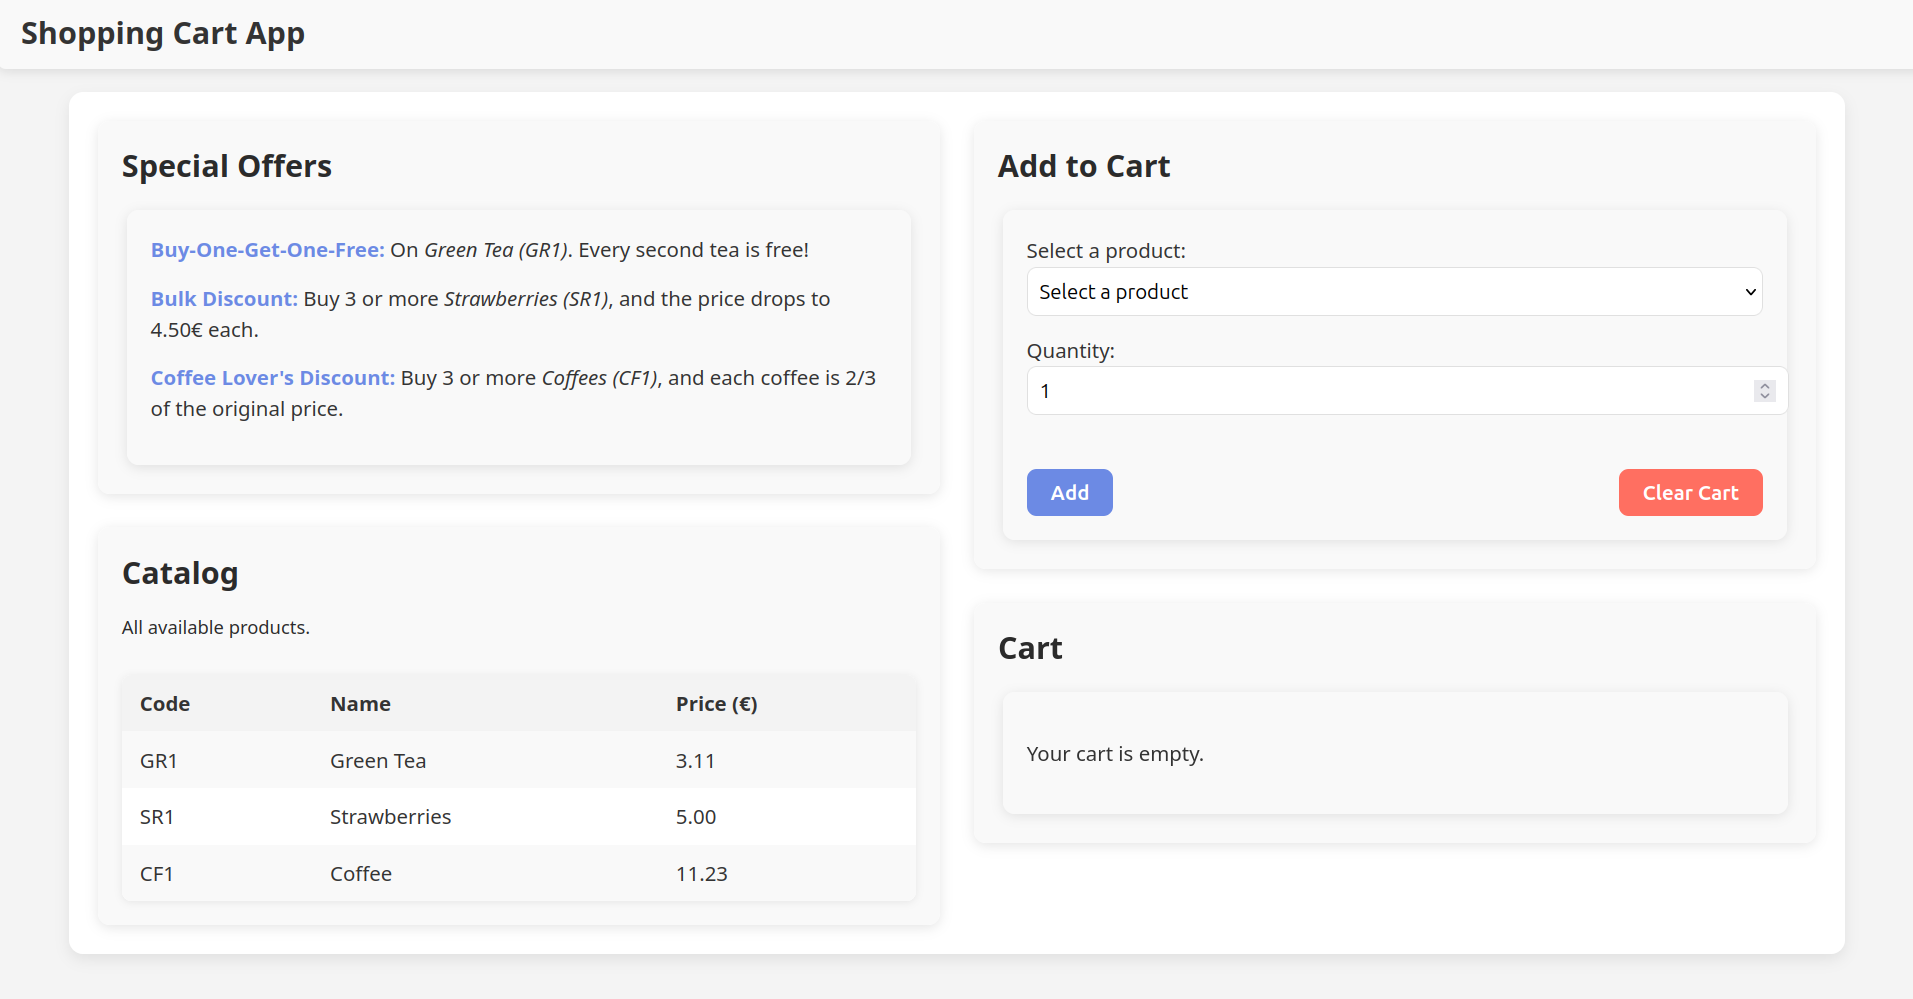 Shopping Cart App
Special Offers
Buy-One-Get-One-Free: On Green Tea (GR1). Every second tea is free!
Bulk Discount: Buy 3 or more Strawberries (SR1), and the price drops to
4.50€ each.
Coffee Lover's Discount: Buy 3 or more Coffees (CF1), and each coffee is 2/3
of the original price.
Catalog
All available products.
Code Name Price (€)
GR1 Green Tea 3.11
SR1 Strawberries 5.00
CF1 Coffee 11.23
Add to Cart
Select a product:
Select a product
Quantity:
1
Add Clear Cart
Cart
Your cart is empty.